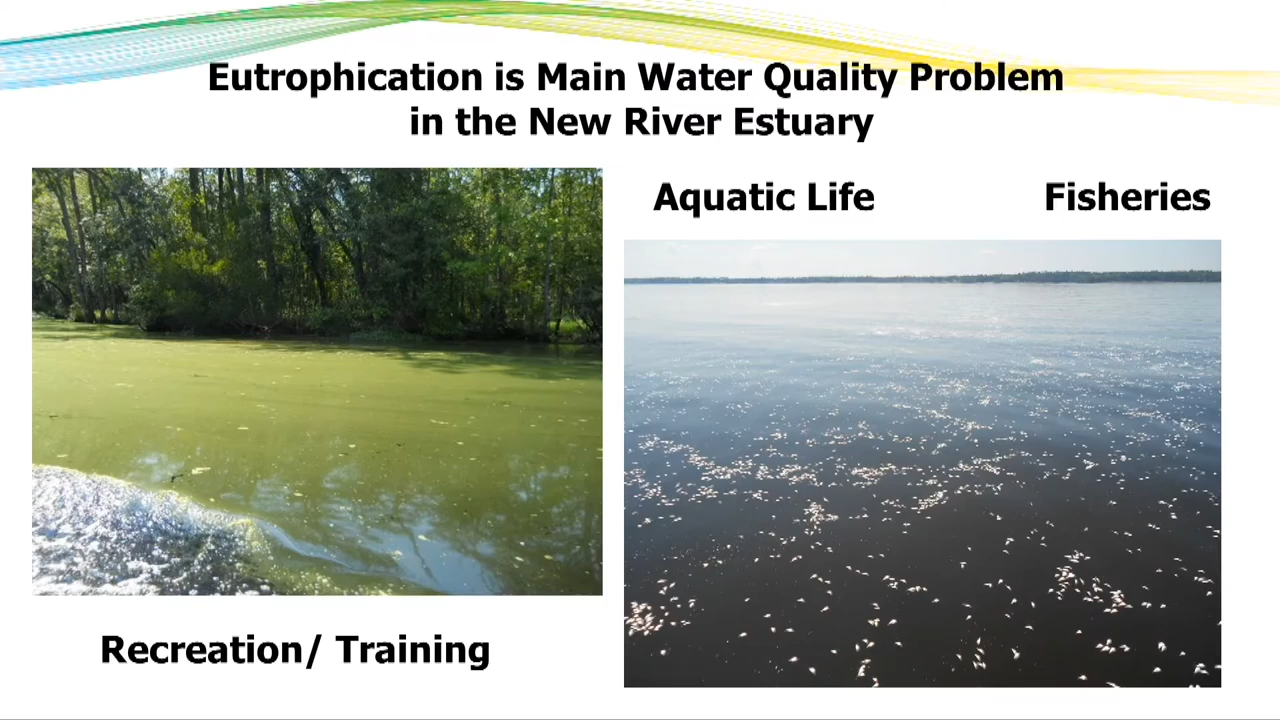 Eutrophication is Main Water Quality Problem
in the New River Estuary
Aquatic Life
Fisheries
Recreation/ Training